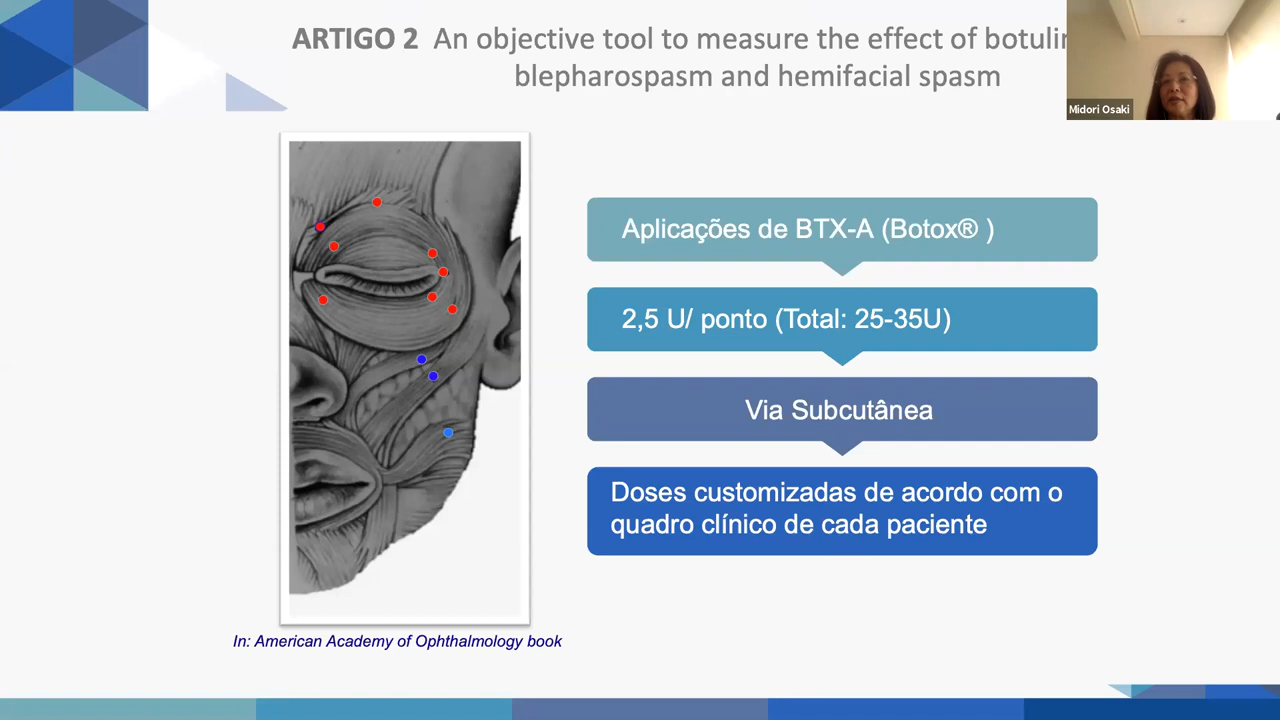 ARTIGO 2 An objective tool to measure the effect of
blepharospasm and hemifacial spasm
Midori Osaki
Aplicações de BTX-A (Botox® )
2,5 U/ ponto (Total: 25-35U)
Via Subcutânea
Doses customizadas de acordo com o
quadro clínico de cada paciente
In: American Academy of Ophthalmology book